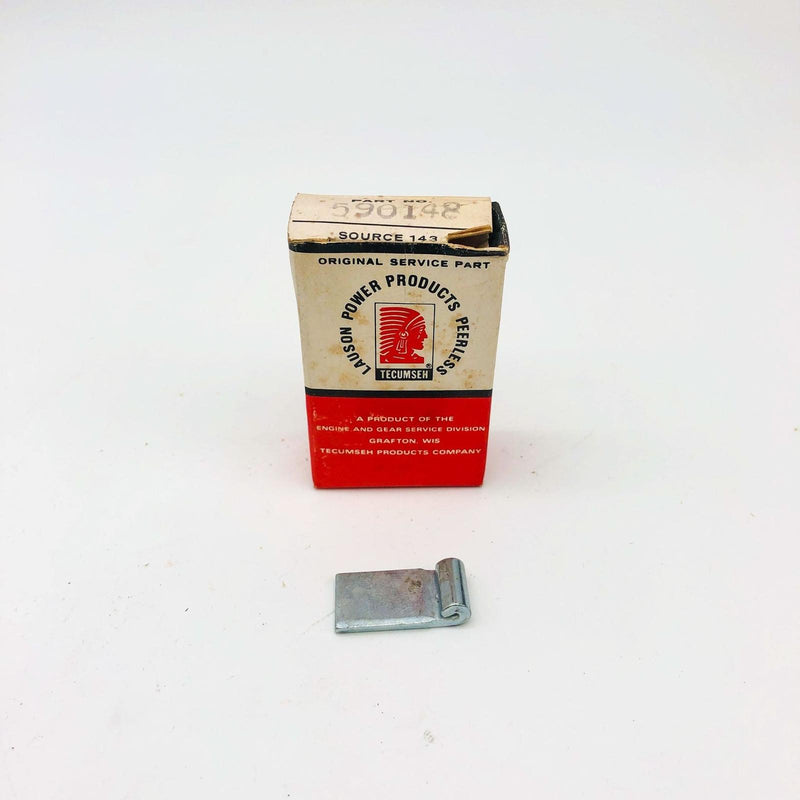 PART NO.
590148
SOURCE 143
ORIGINAL SERVICE PART
LAUSON POWER PRODUCTS PEERLESS
TECUMSEH ®
A PRODUCT OF THE
ENGINE AND GEAR SERVICE DIVISION
GRAFTON, WIS
TECUMSEH PRODUCTS COMPANY